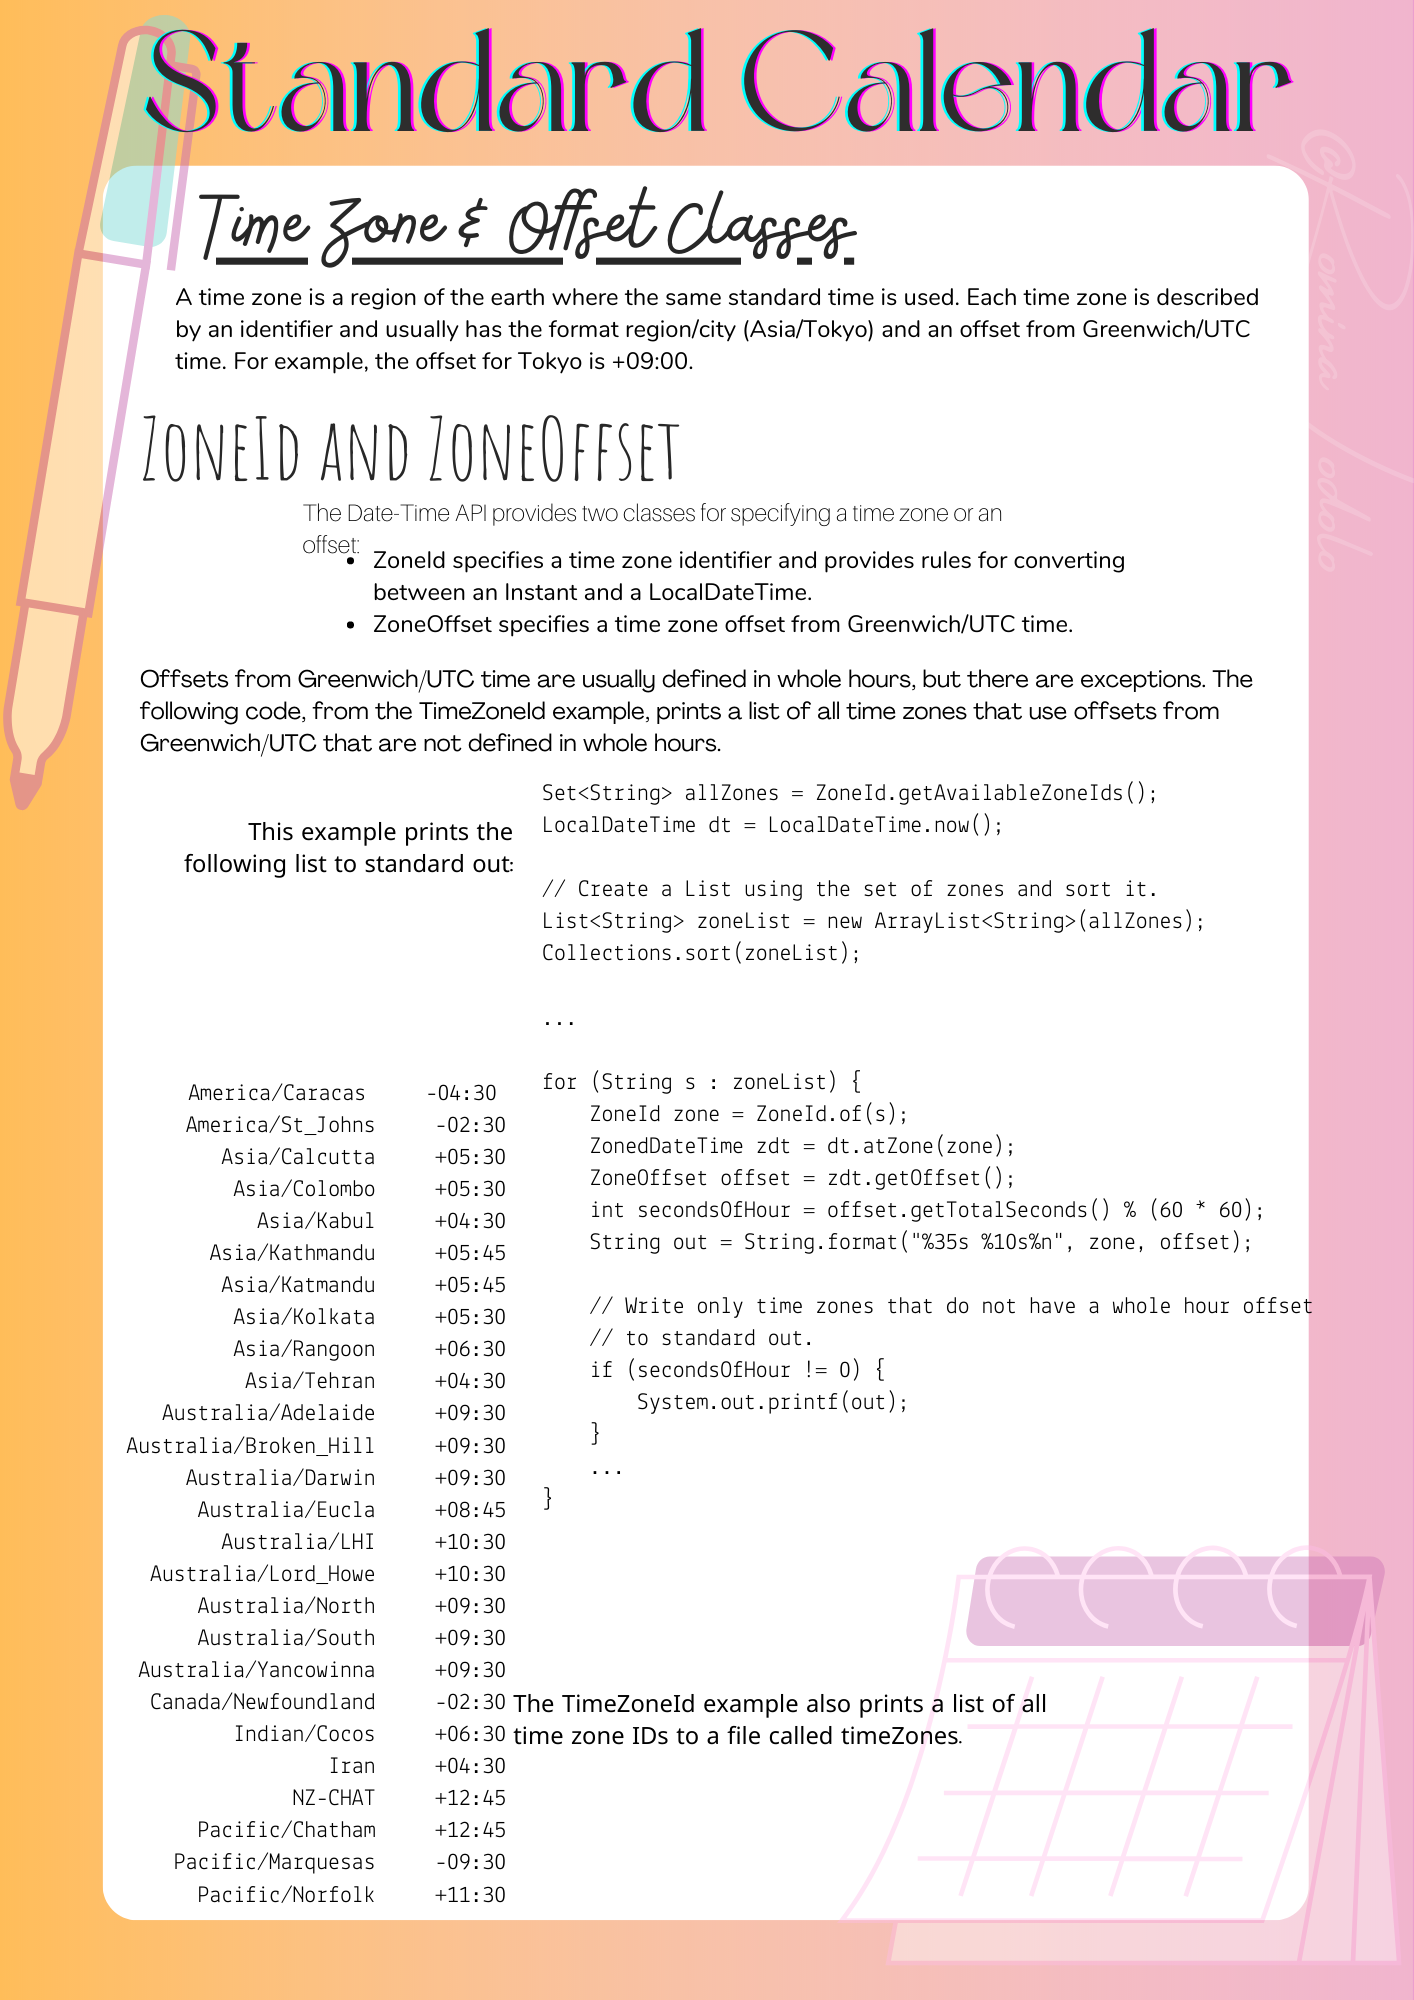 Standard Calendar
Time Zone & Offset Classes
A time zone is a region of the earth where the same standard time is used. Each time zone is described
by an identifier and usually has the format region/city (Asia/Tokyo) and an offset from Greenwich/UTC
time. For example, the offset for Tokyo is +09:00.
ZoneId and ZoneOffset
The Date-Time API provides two classes for specifying a time zone or an
offset:
• ZoneId specifies a time zone identifier and provides rules for converting
between an Instant and a LocalDateTime.
• ZoneOffset specifies a time zone offset from Greenwich/UTC time.
Offsets from Greenwich/UTC time are usually defined in whole hours, but there are exceptions. The
following code, from the TimeZoneId example, prints a list of all time zones that use offsets from
Greenwich/UTC that are not defined in whole hours.
Set<String> allZones = ZoneId.getAvailableZoneIds();
LocalDateTime dt = LocalDateTime.now();

// Create a List using the set of zones and sort it.
List<String> zoneList = new ArrayList<String>(allZones);
Collections.sort(zoneList);

...

for (String s : zoneList) {
    ZoneId zone = ZoneId.of(s);
    ZonedDateTime zdt = dt.atZone(zone);
    ZoneOffset offset = zdt.getOffset();
    int secondsOfHour = offset.getTotalSeconds() % (60 * 60);
    String out = String.format("%35s %10s%n", zone, offset);

    // Write only time zones that do not have a whole hour offset
    // to standard out.
    if (secondsOfHour != 0) {
        System.out.printf(out);
    }
    ...
}
This example prints the
following list to standard out:
America/Caracas -04:30
America/St_Johns -02:30
Asia/Calcutta +05:30
Asia/Colombo +05:30
Asia/Kabul +04:30
Asia/Kathmandu +05:45
Asia/Katmandu +05:45
Asia/Kolkata +05:30
Asia/Rangoon +06:30
Asia/Tehran +04:30
Australia/Adelaide +09:30
Australia/Broken_Hill +09:30
Australia/Darwin +09:30
Australia/Eucla +08:45
Australia/LHI +10:30
Australia/Lord_Howe +10:30
Australia/North +09:30
Australia/South +09:30
Australia/Yancowinna +09:30
Canada/Newfoundland -02:30
Indian/Cocos +06:30
Iran +04:30
NZ-CHAT +12:45
Pacific/Chatham +12:45
Pacific/Marquesas -09:30
Pacific/Norfolk +11:30
The TimeZoneId example also prints a list of all
time zone IDs to a file called timeZones.
@Romina Iodolo